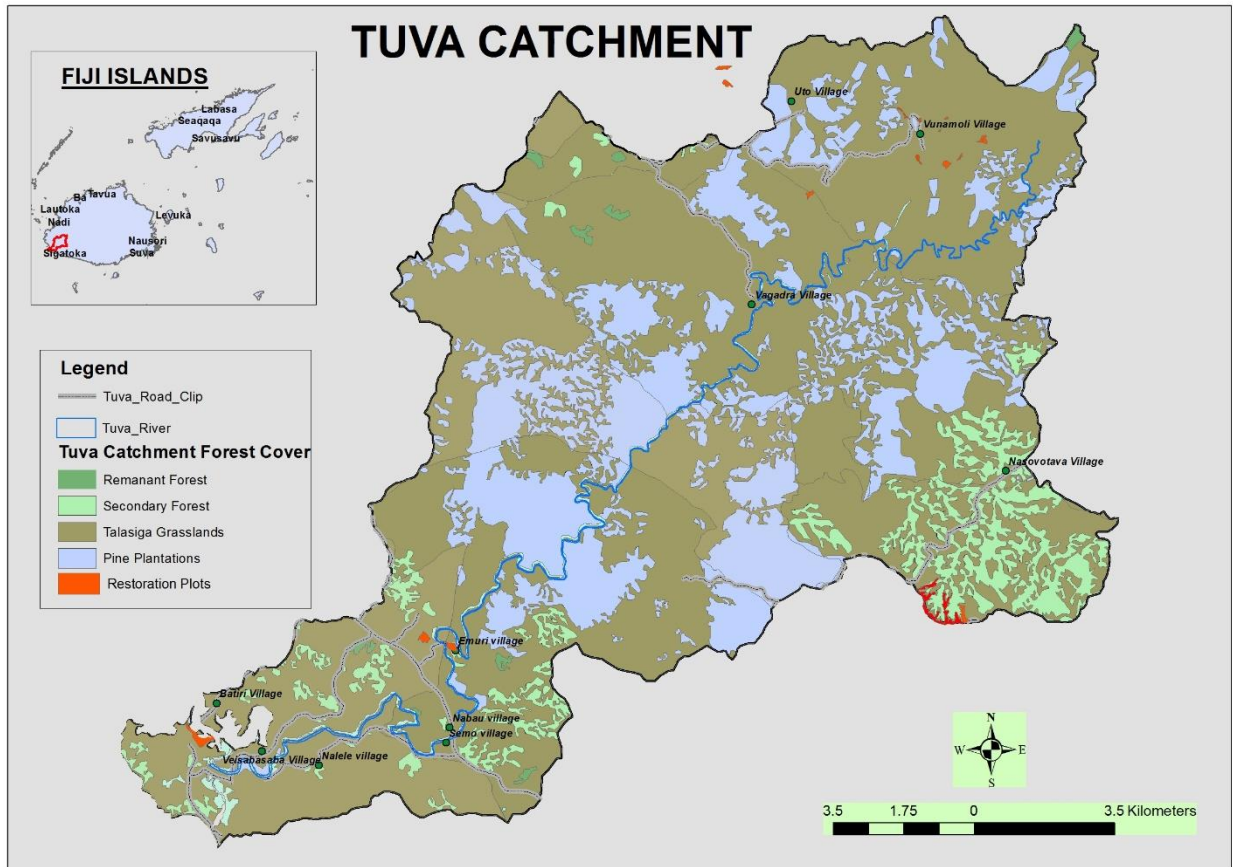 TUVA CATCHMENT
FIJI ISLANDS
Labasa
Seaqaqa
Savusavu
Tavua
Ba
Lautoka
Levuka
Nadi
Nausori
Sigatoka
Suva
Uto Village
Vunamoli Village
Vagadra Village
Legend
Tuva_Road_Clip
Tuva_River
Tuva Catchment Forest Cover
Remanant Forest
Secondary Forest
Talasiga Grasslands
Pine Plantations
Restoration Plots
Nasovotava Village
Emuri village
Batiri Village
Nabau village
Semo village
Veisabasaba Village
Nalele village
N
W E
S
3.5 1.75 0 3.5 Kilometers